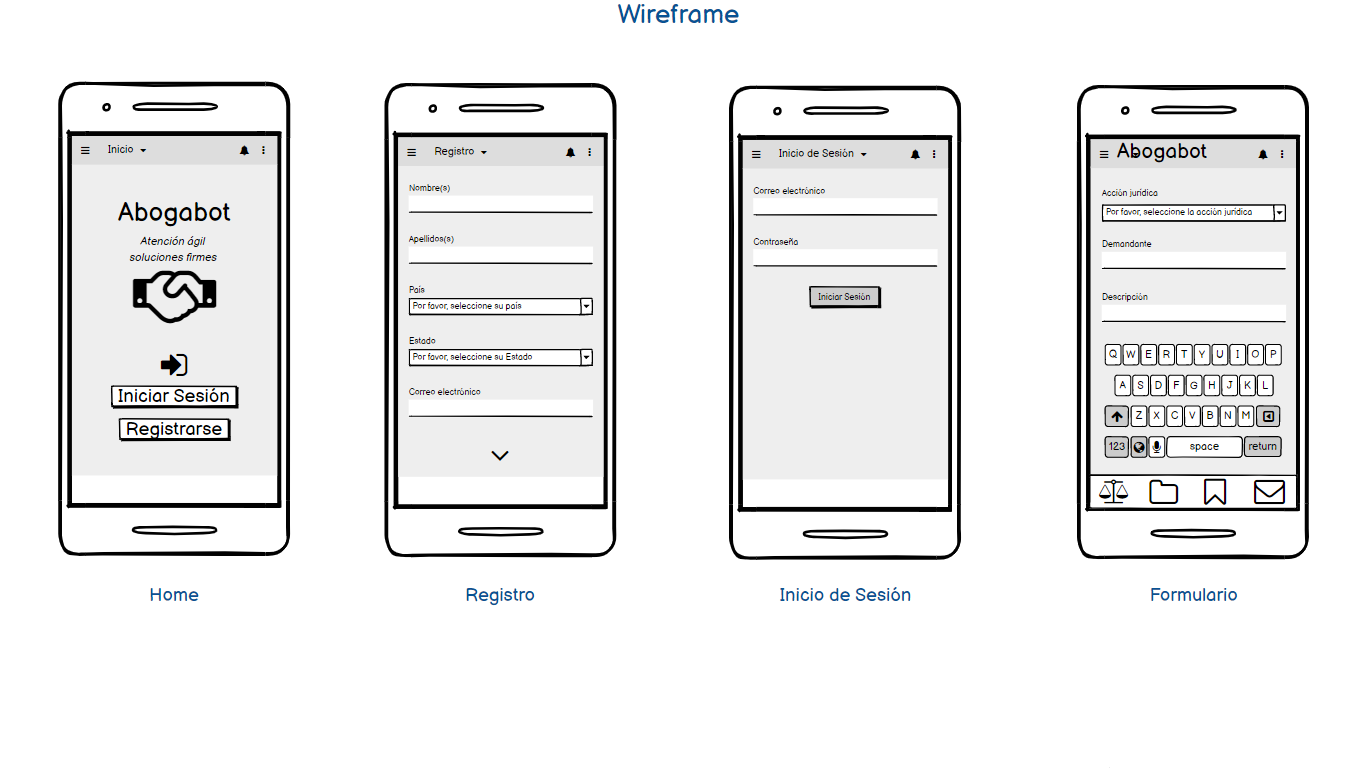 Wireframe
Inicio
Abogabot
Atención ágil
soluciones firmes
Iniciar Sesión
Registrarse
Home
Registro
Nombre(s)
Apellidos(s)
País
Por favor, seleccione su país
Estado
Por favor, seleccione su Estado
Correo electrónico
Registro
Inicio de Sesión
Correo electrónico
Contraseña
Iniciar Sesión
Inicio de Sesión
Abogabot
Acción jurídica
Por favor, seleccione la acción jurídica
Demandante
Descripción
Q W E R T Y U I O P
A S D F G H J K L
Z X C V B N M
123 space return
Formulario